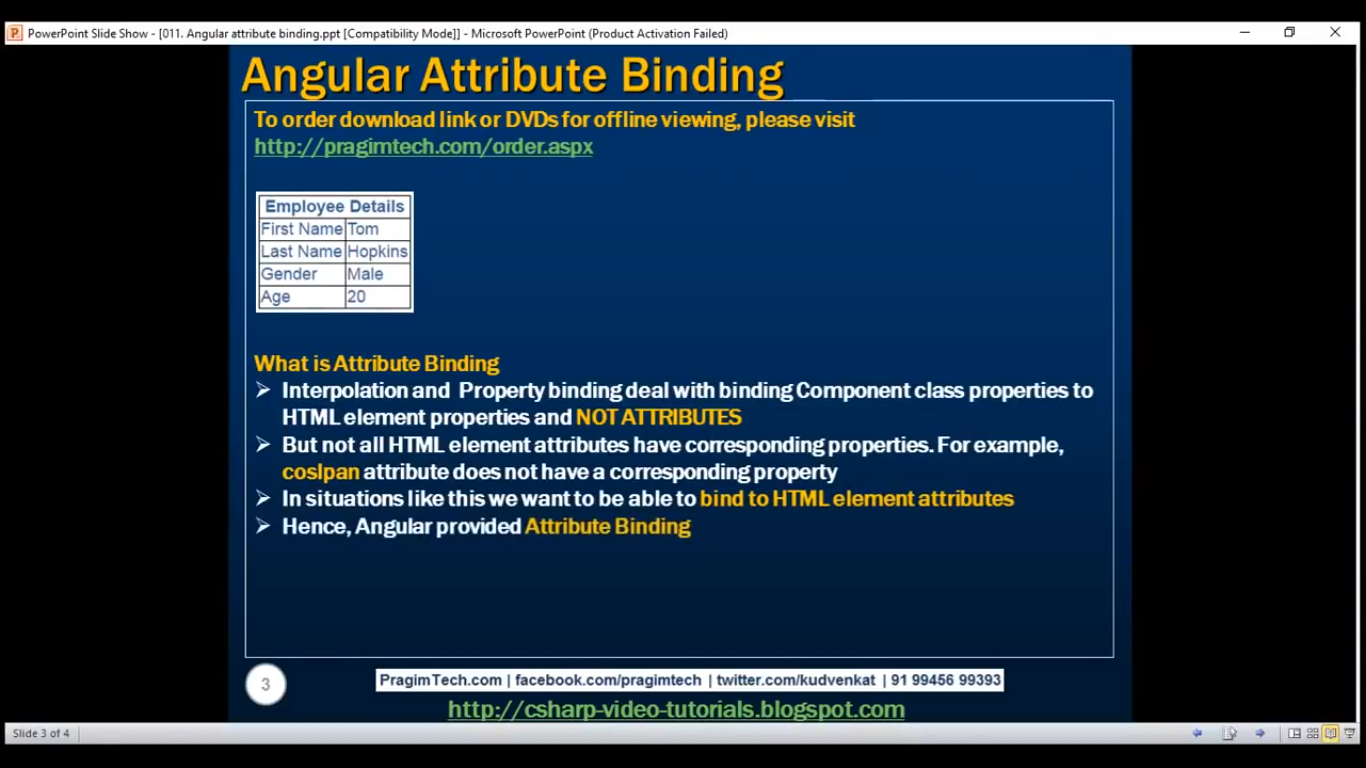 PowerPoint Slide Show - [011. Angular attribute binding.ppt [Compatibility Mode]] - Microsoft PowerPoint (Product Activation Failed)
Angular Attribute Binding
To order download link or DVDs for offline viewing, please visit
http://pragimtech.com/order.aspx
Employee Details
First Name Tom
Last Name Hopkins
Gender Male
Age 20
What is Attribute Binding
Interpolation and Property binding deal with binding Component class properties to
HTML element properties and NOT ATTRIBUTES
But not all HTML element attributes have corresponding properties. For example,
coslpan attribute does not have a corresponding property
In situations like this we want to be able to bind to HTML element attributes
Hence, Angular provided Attribute Binding
3
PragimTech.com | facebook.com/pragimtech | twitter.com/kudvenkat | 91 99456 99393
http://csharp-video-tutorials.blogspot.com
Slide 3 of 4